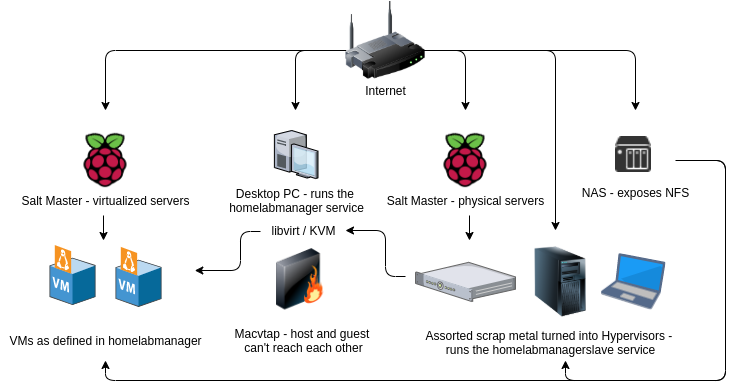 Internet
Salt Master - virtualized servers
Desktop PC - runs the
homelabmanager service
Salt Master - physical servers
NAS - exposes NFS
libvirt / KVM
VM
VM
VMs as defined in homelabmanager
Macvtap - host and guest
can't reach each other
Assorted scrap metal turned into Hypervisors -
runs the homelabmanagerslave service